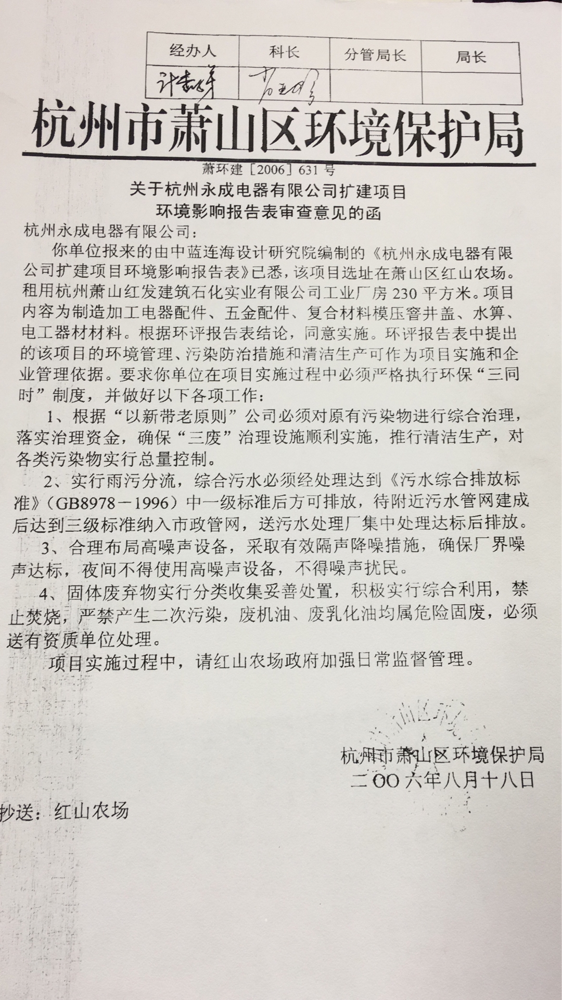 经办人 科长 分管局长 局长
杭州市萧山区环境保护局
萧环建［2006］631号
关于杭州永成电器有限公司扩建项目
环境影响报告表审查意见的函
杭州永成电器有限公司：
你单位报来的由中蓝连海设计研究院编制的《杭州永成电器有限
公司扩建项目环境影响报告表》已悉，该项目选址在萧山区红山农场。
租用杭州萧山红发建筑石化实业有限公司工业厂房230平方米。项目
内容为制造加工电器配件、五金配件、复合材料模压窨井盖、水箅、
电工器材材料。根据环评报告表结论，同意实施。环评报告表中提出
的该项目的环境管理、污染防治措施和清洁生产可作为项目实施和企
业管理依据。要求你单位在项目实施过程中必须严格执行环保“三同
时”制度，并做好以下各项工作：
1、根据“以新带老原则”公司必须对原有污染物进行综合治理，
落实治理资金，确保“三废”治理设施顺利实施，推行清洁生产，对
各类污染物实行总量控制。
2、实行雨污分流，综合污水必须经处理达到《污水综合排放标
准》（GB8978－1996）中一级标准后方可排放，待附近污水管网建成
后达到三级标准纳入市政管网，送污水处理厂集中处理达标后排放。
3、合理布局高噪声设备，采取有效隔声降噪措施，确保厂界噪
声达标，夜间不得使用高噪声设备，不得噪声扰民。
4、固体废弃物实行分类收集妥善处置，积极实行综合利用，禁
止焚烧，严禁产生二次污染，废机油、废乳化油均属危险固废，必须
送有资质单位处理。
项目实施过程中，请红山农场政府加强日常监督管理。
杭州市萧山区环境保护局
二〇〇六年八月十八日
抄送：红山农场